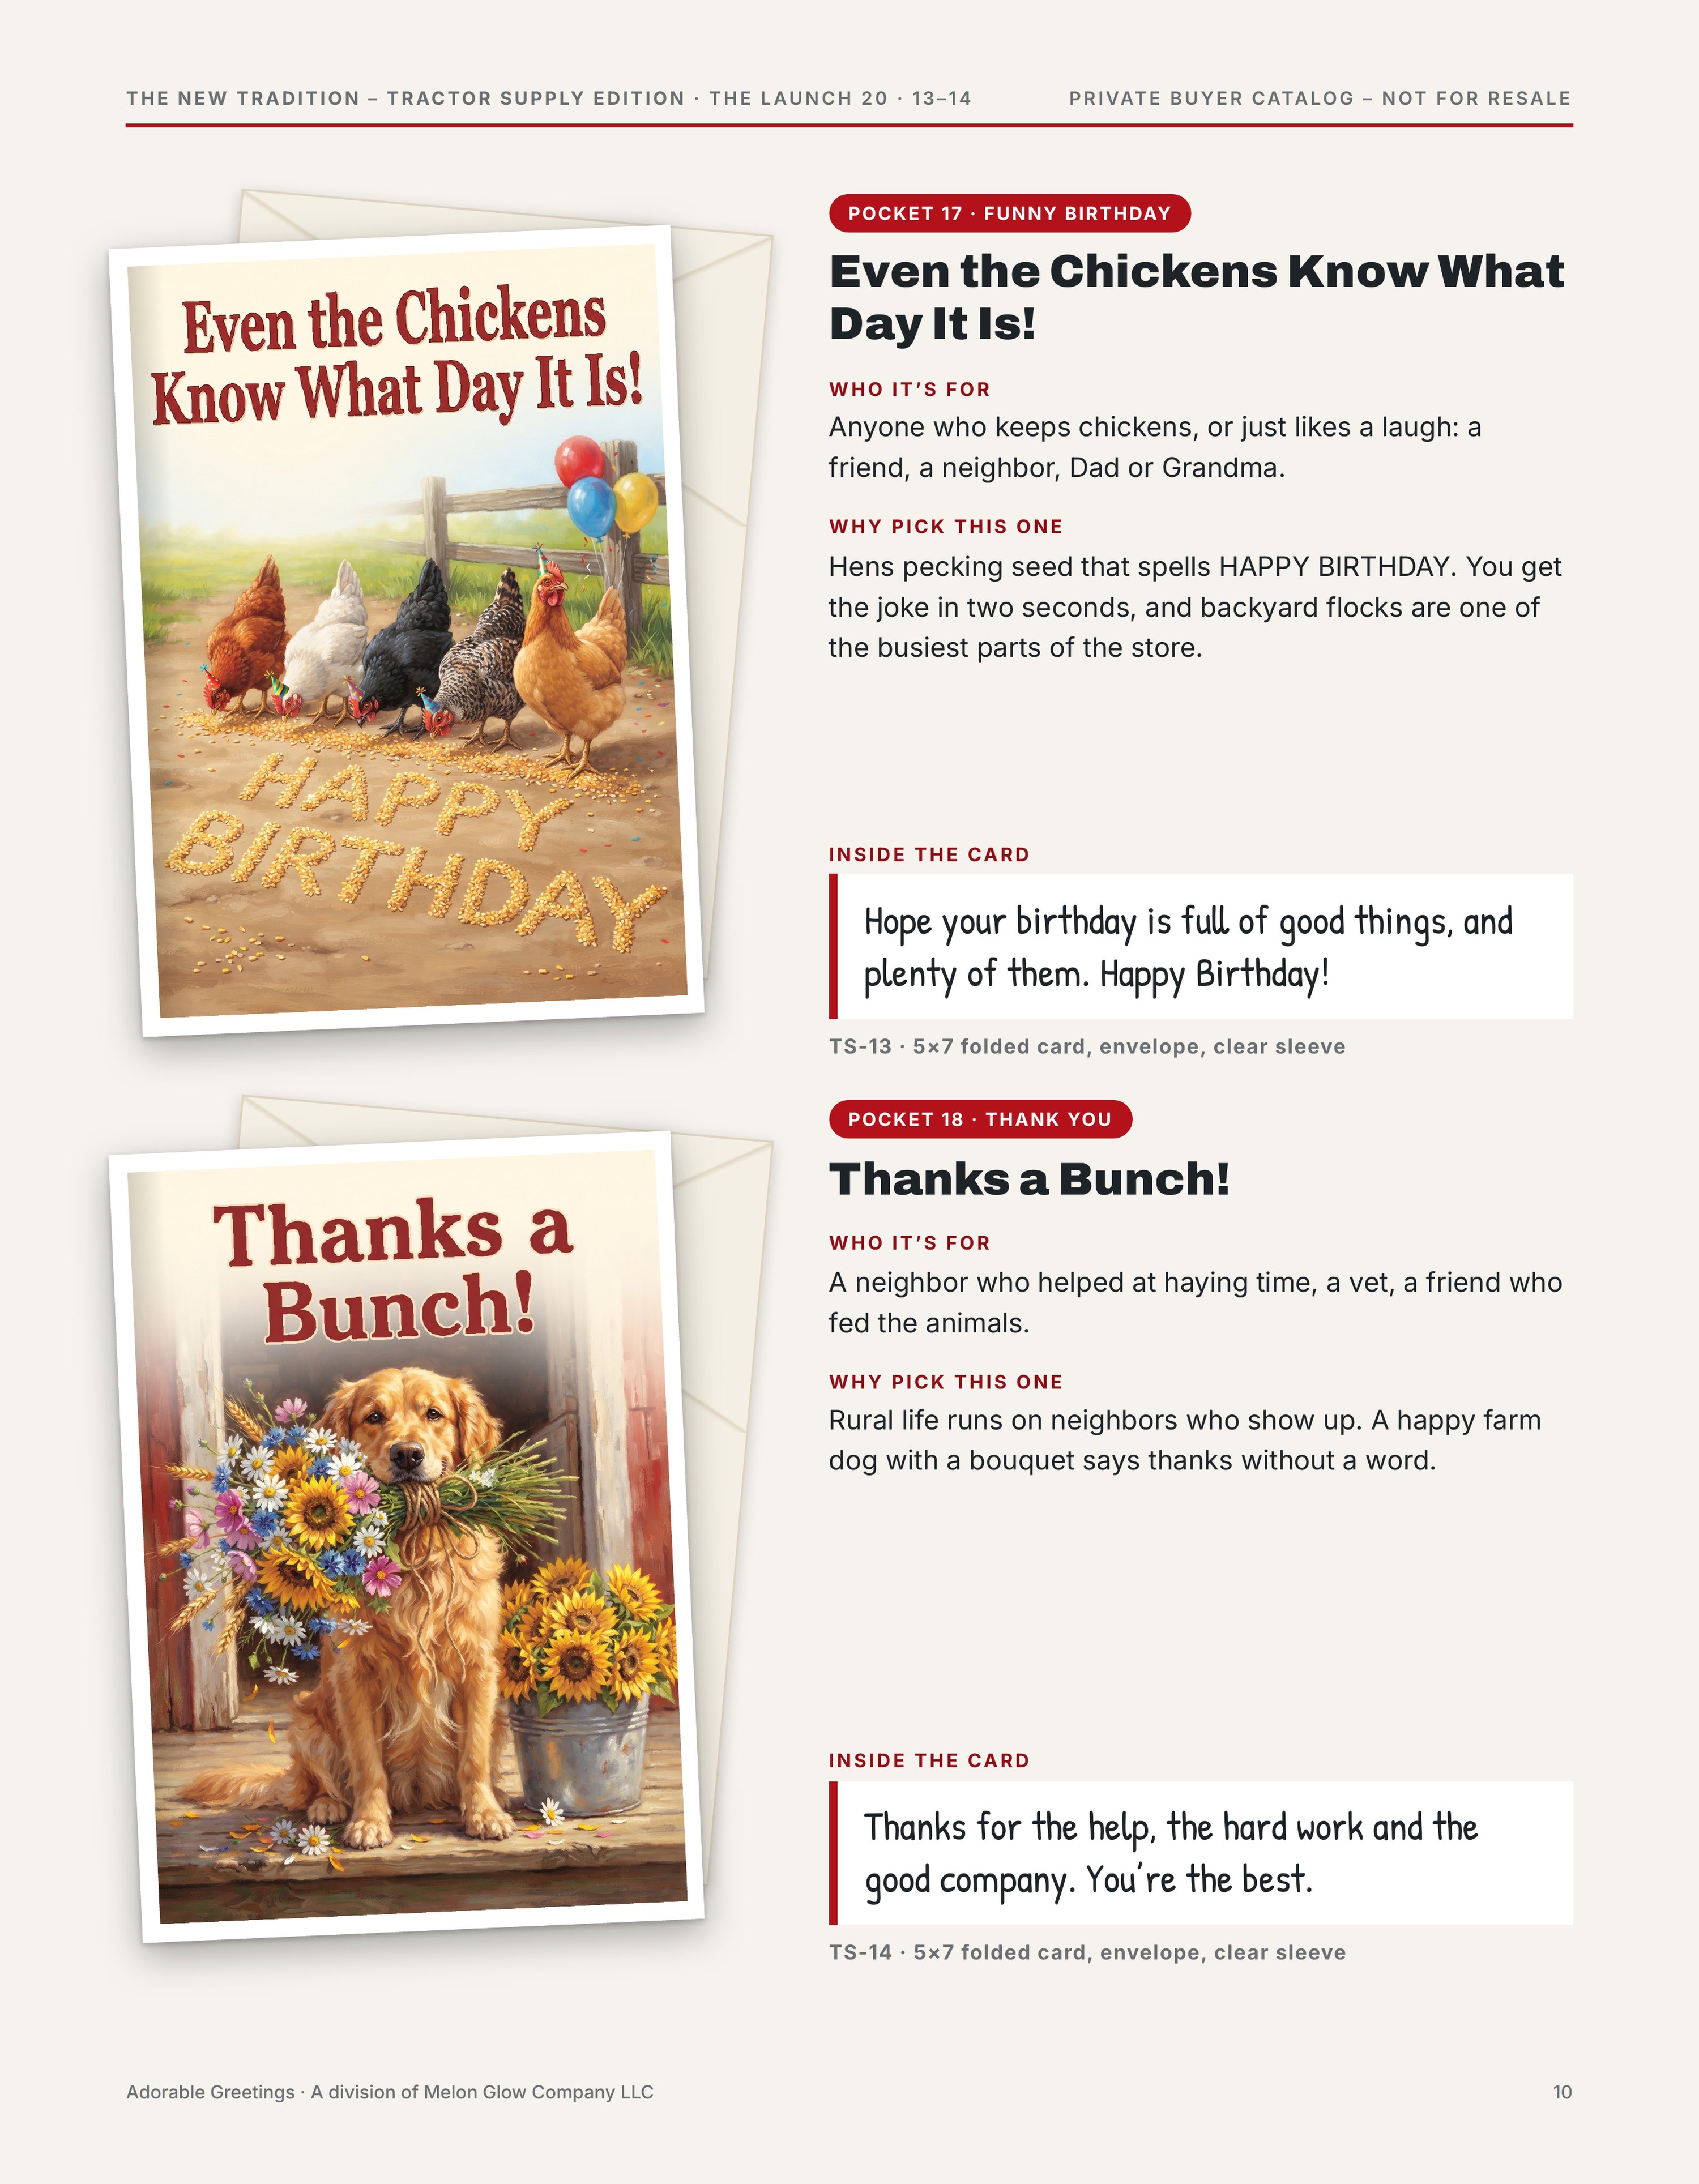 THE NEW TRADITION – TRACTOR SUPPLY EDITION · THE LAUNCH 20 · 13–14
PRIVATE BUYER CATALOG – NOT FOR RESALE
Even the Chickens
Know What Day It Is!
HAPPY
BIRTHDAY
POCKET 17 · FUNNY BIRTHDAY
Even the Chickens Know What
Day It Is!
WHO IT’S FOR
Anyone who keeps chickens, or just likes a laugh: a
friend, a neighbor, Dad or Grandma.
WHY PICK THIS ONE
Hens pecking seed that spells HAPPY BIRTHDAY. You get
the joke in two seconds, and backyard flocks are one of
the busiest parts of the store.
INSIDE THE CARD
Hope your birthday is full of good things, and
plenty of them. Happy Birthday!
TS-13 · 5×7 folded card, envelope, clear sleeve
Thanks a
Bunch!
POCKET 18 · THANK YOU
Thanks a Bunch!
WHO IT’S FOR
A neighbor who helped at haying time, a vet, a friend who
fed the animals.
WHY PICK THIS ONE
Rural life runs on neighbors who show up. A happy farm
dog with a bouquet says thanks without a word.
INSIDE THE CARD
Thanks for the help, the hard work and the
good company. You’re the best.
TS-14 · 5×7 folded card, envelope, clear sleeve
Adorable Greetings · A division of Melon Glow Company LLC
10